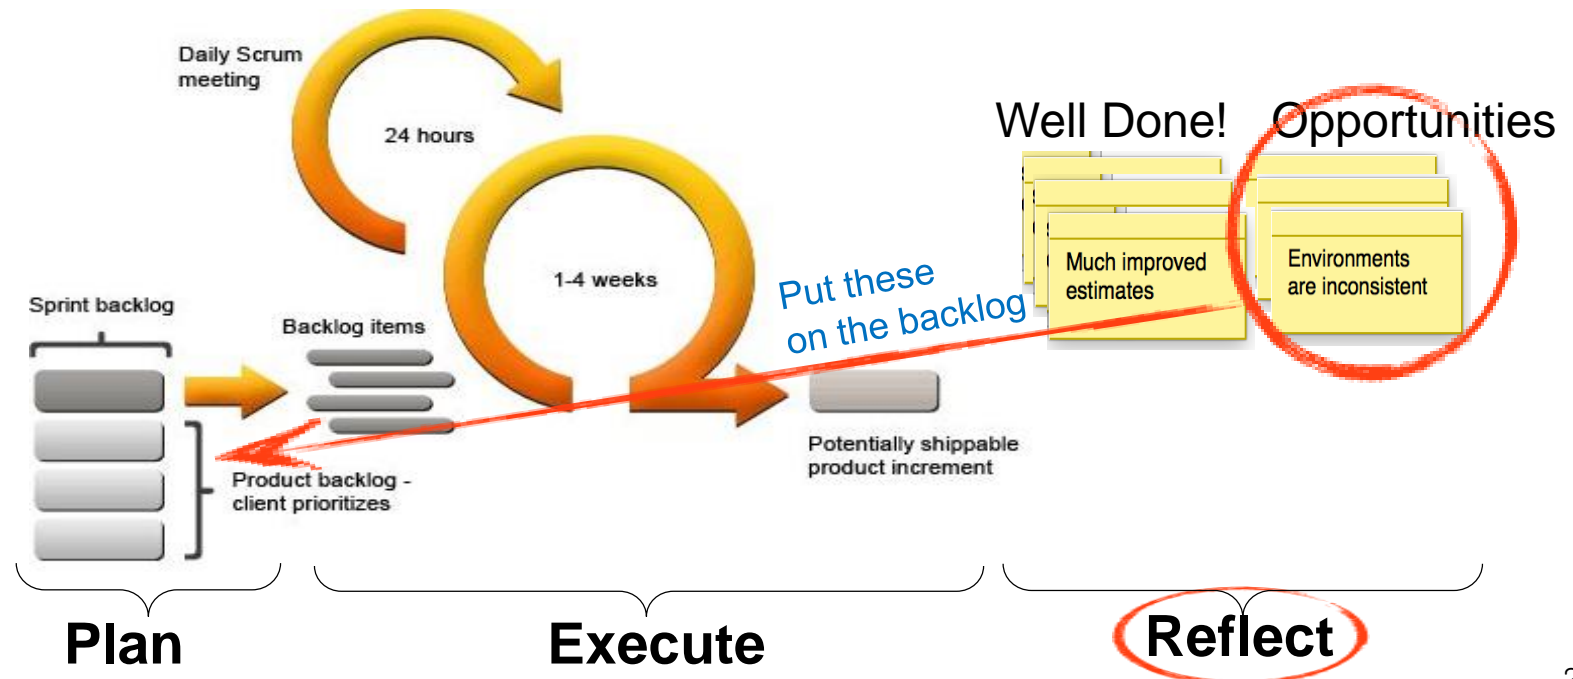 Daily Scrum
meeting
24 hours
1-4 weeks
Sprint backlog
Backlog items
Product backlog -
client prioritizes
Potentially shippable
product increment
Put these
on the backlog
Well Done!
Opportunities
Much improved
estimates
Environments
are inconsistent
Plan
Execute
Reflect